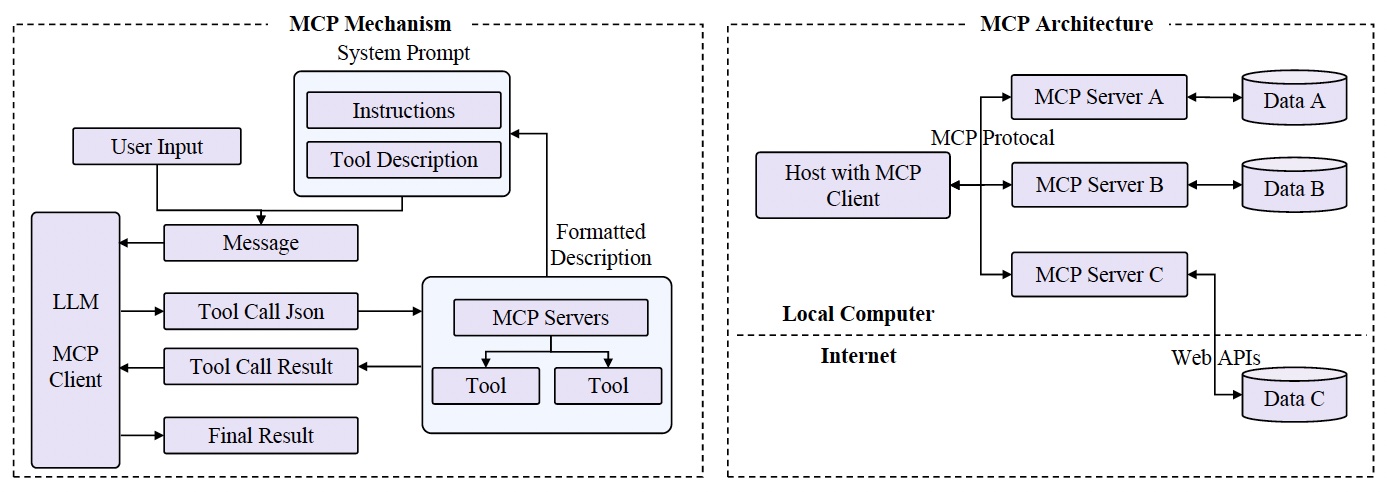 MCP Mechanism
System Prompt
Instructions
Tool Description
User Input
Message
Formatted
Description
LLM
MCP
Client
Tool Call Json
Tool Call Result
Final Result
MCP Servers
Tool
Tool
MCP Architecture
MCP Server A
Data A
MCP Protocal
Host with MCP
Client
MCP Server B
Data B
MCP Server C
Local Computer
Internet
Web APIs
Data C